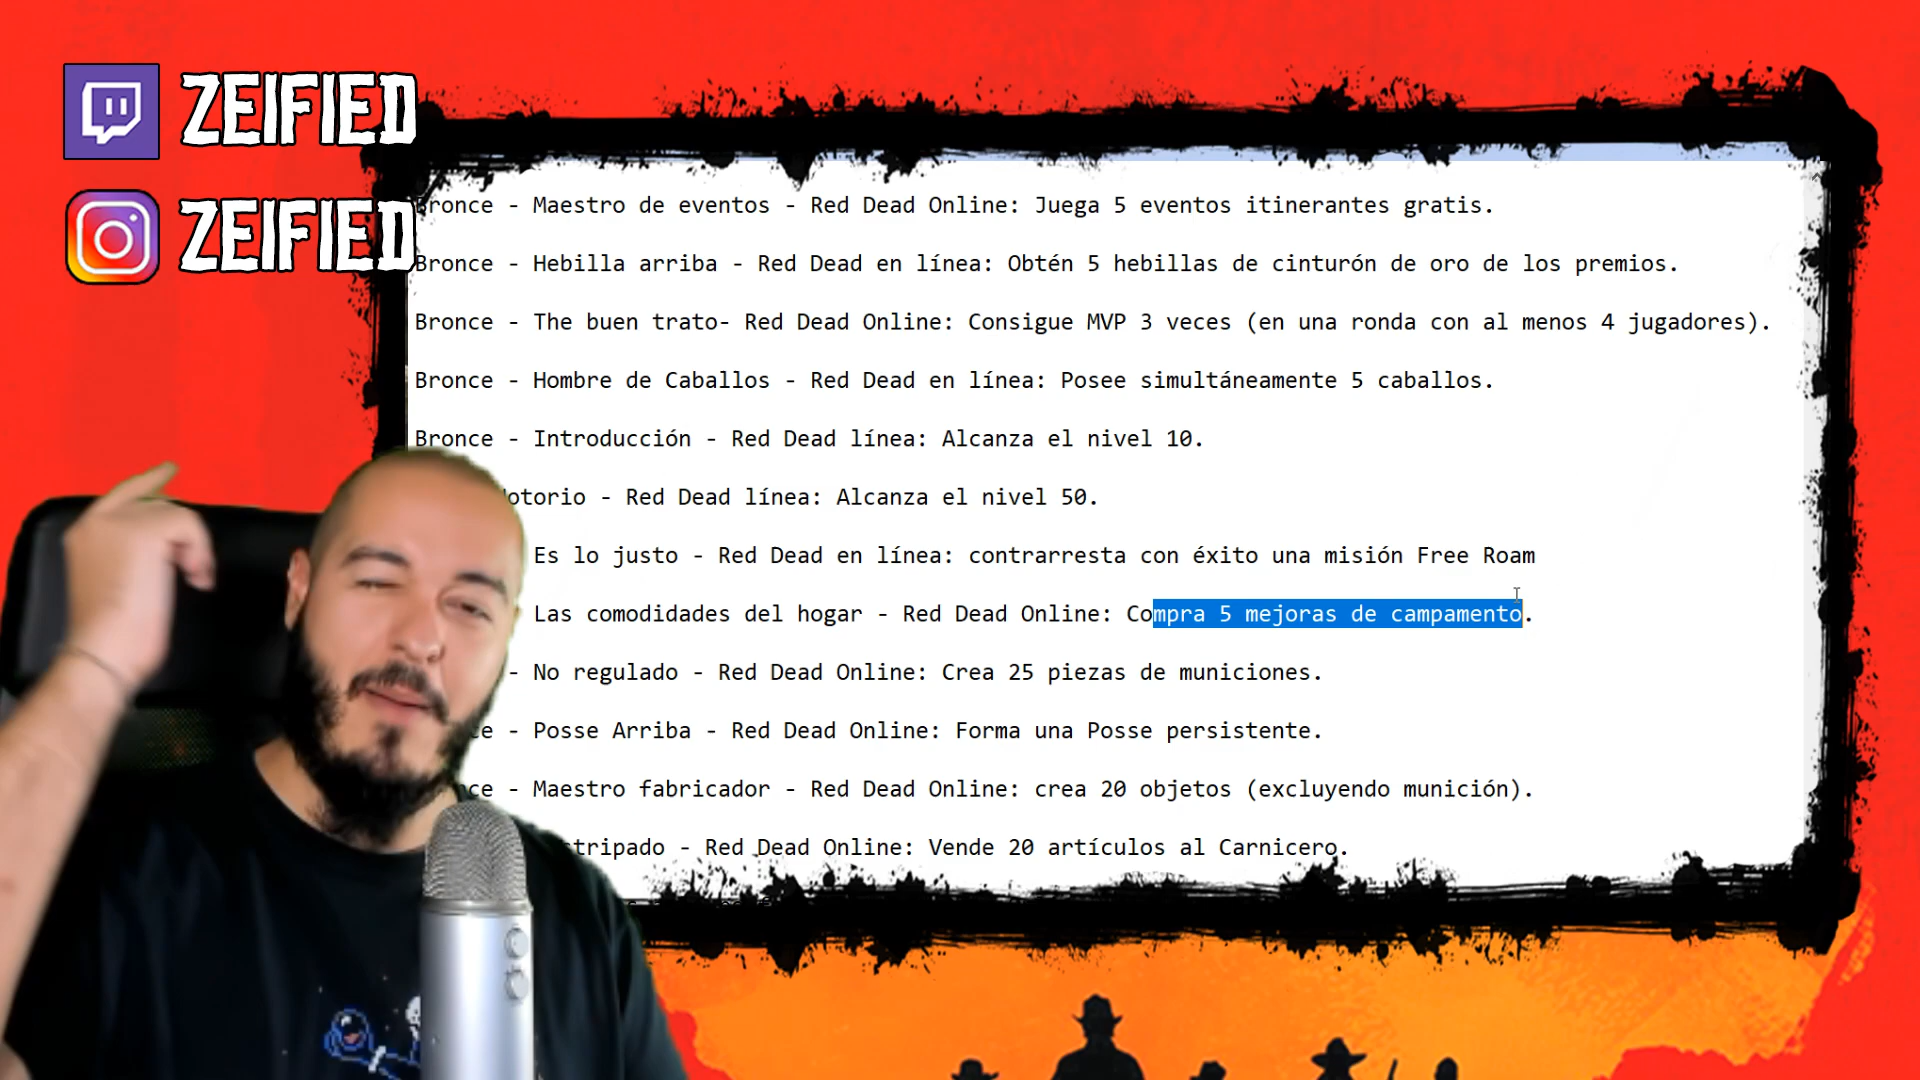 ZEIFIED
ZEIFIED
Bronce - Maestro de eventos - Red Dead Online: Juega 5 eventos itinerantes gratis.
Bronce - Hebilla arriba - Red Dead en línea: Obtén 5 hebillas de cinturón de oro de los premios.
Bronce - The buen trato- Red Dead Online: Consigue MVP 3 veces (en una ronda con al menos 4 jugadores).
Bronce - Hombre de Caballos - Red Dead en línea: Posee simultáneamente 5 caballos.
Bronce - Introducción - Red Dead línea: Alcanza el nivel 10.
otorio - Red Dead línea: Alcanza el nivel 50.
Es lo justo - Red Dead en línea: contrarresta con éxito una misión Free Roam
Las comodidades del hogar - Red Dead Online: Compra 5 mejoras de campamento.
- No regulado - Red Dead Online: Crea 25 piezas de municiones.
ce - Posse Arriba - Red Dead Online: Forma una Posse persistente.
ce - Maestro fabricador - Red Dead Online: crea 20 objetos (excluyendo munición).
stripado - Red Dead Online: Vende 20 artículos al Carnicero.